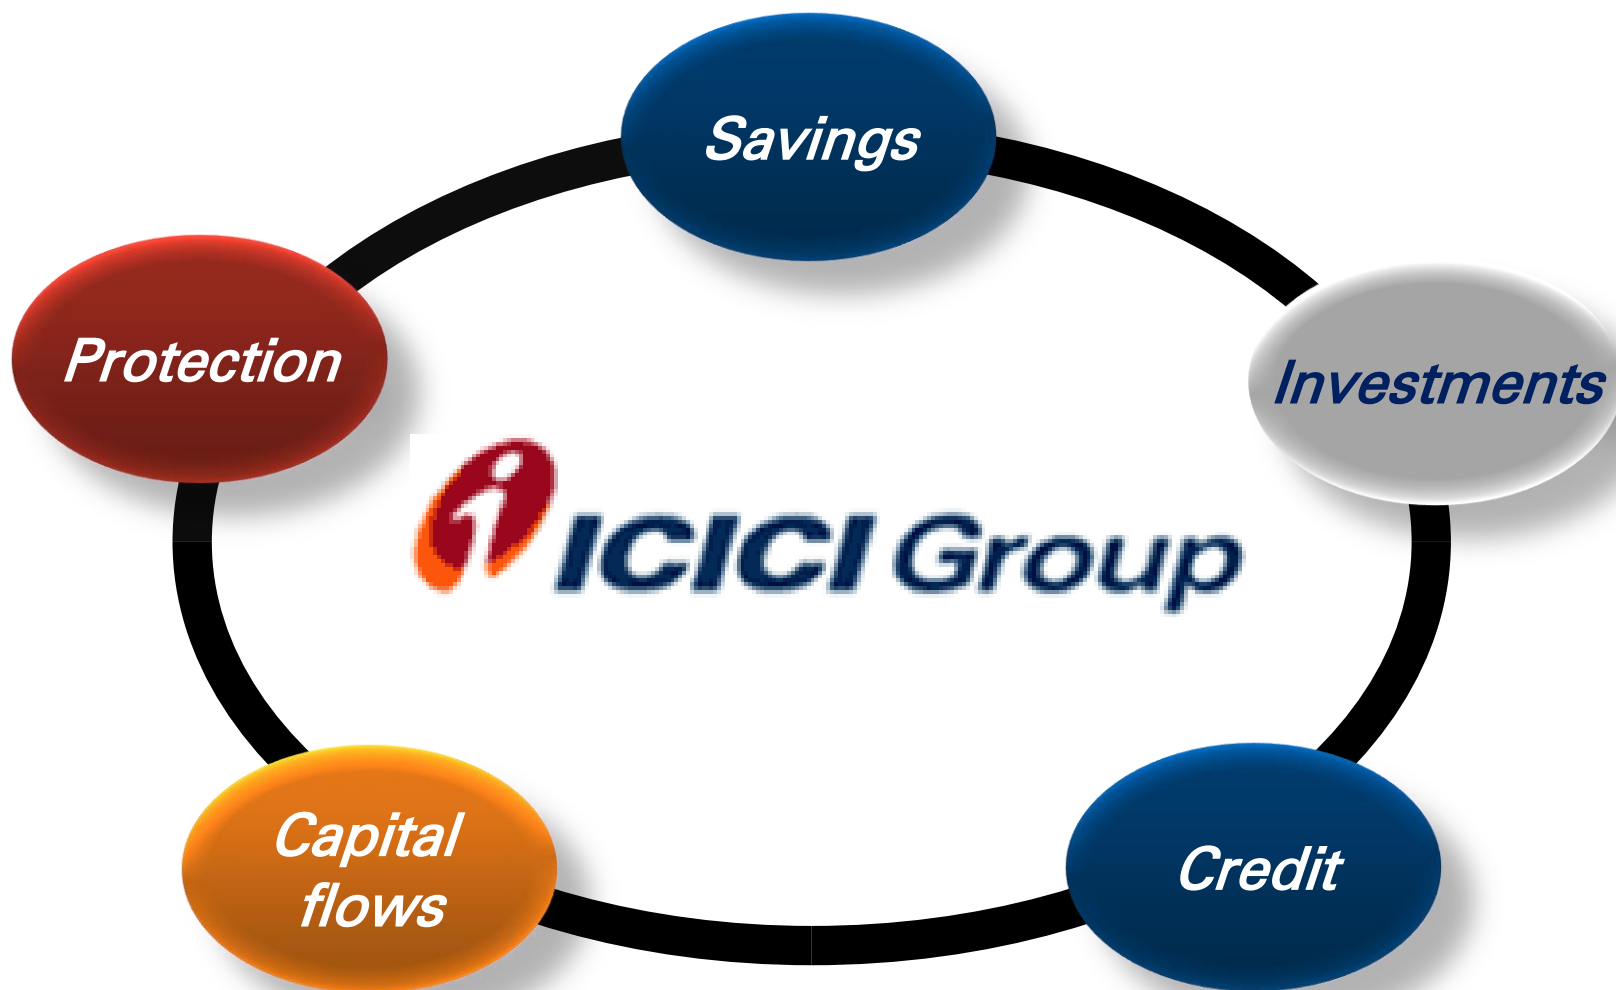 Savings
Protection
Investments
ICICI Group
Capital
flows
Credit